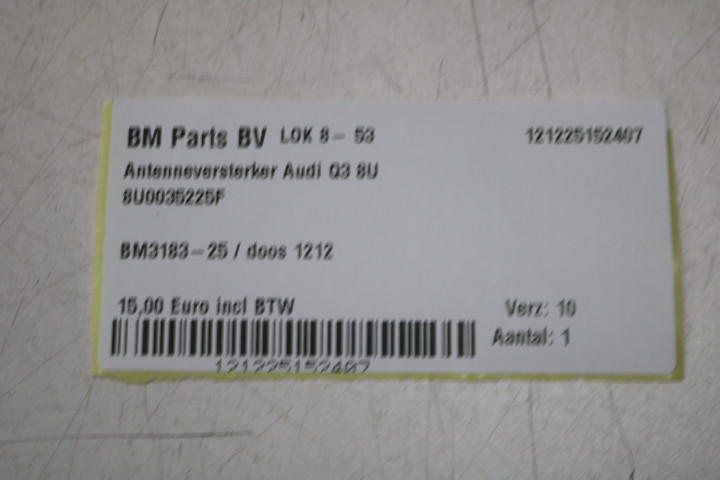 BM Parts BV LOK 8- 53 121225152407
Antenneversterker Audi Q3 8U
8U0035225F
BM3183-25 / doos 1212
15,00 Euro incl BTW Verz: 10
Aantal: 1
121225152407